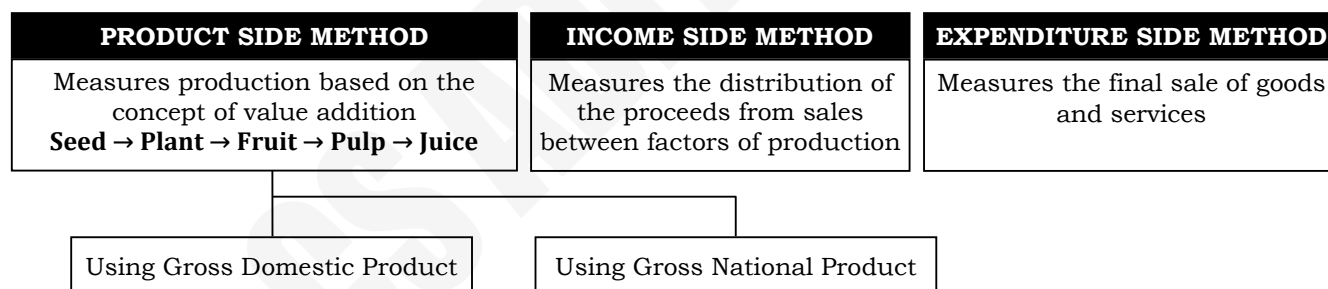 PRODUCT SIDE METHOD
Measures production based on the
concept of value addition
Seed → Plant → Fruit → Pulp → Juice
INCOME SIDE METHOD
Measures the distribution of
the proceeds from sales
between factors of production
EXPENDITURE SIDE METHOD
Measures the final sale of goods
and services
Using Gross Domestic Product
Using Gross National Product